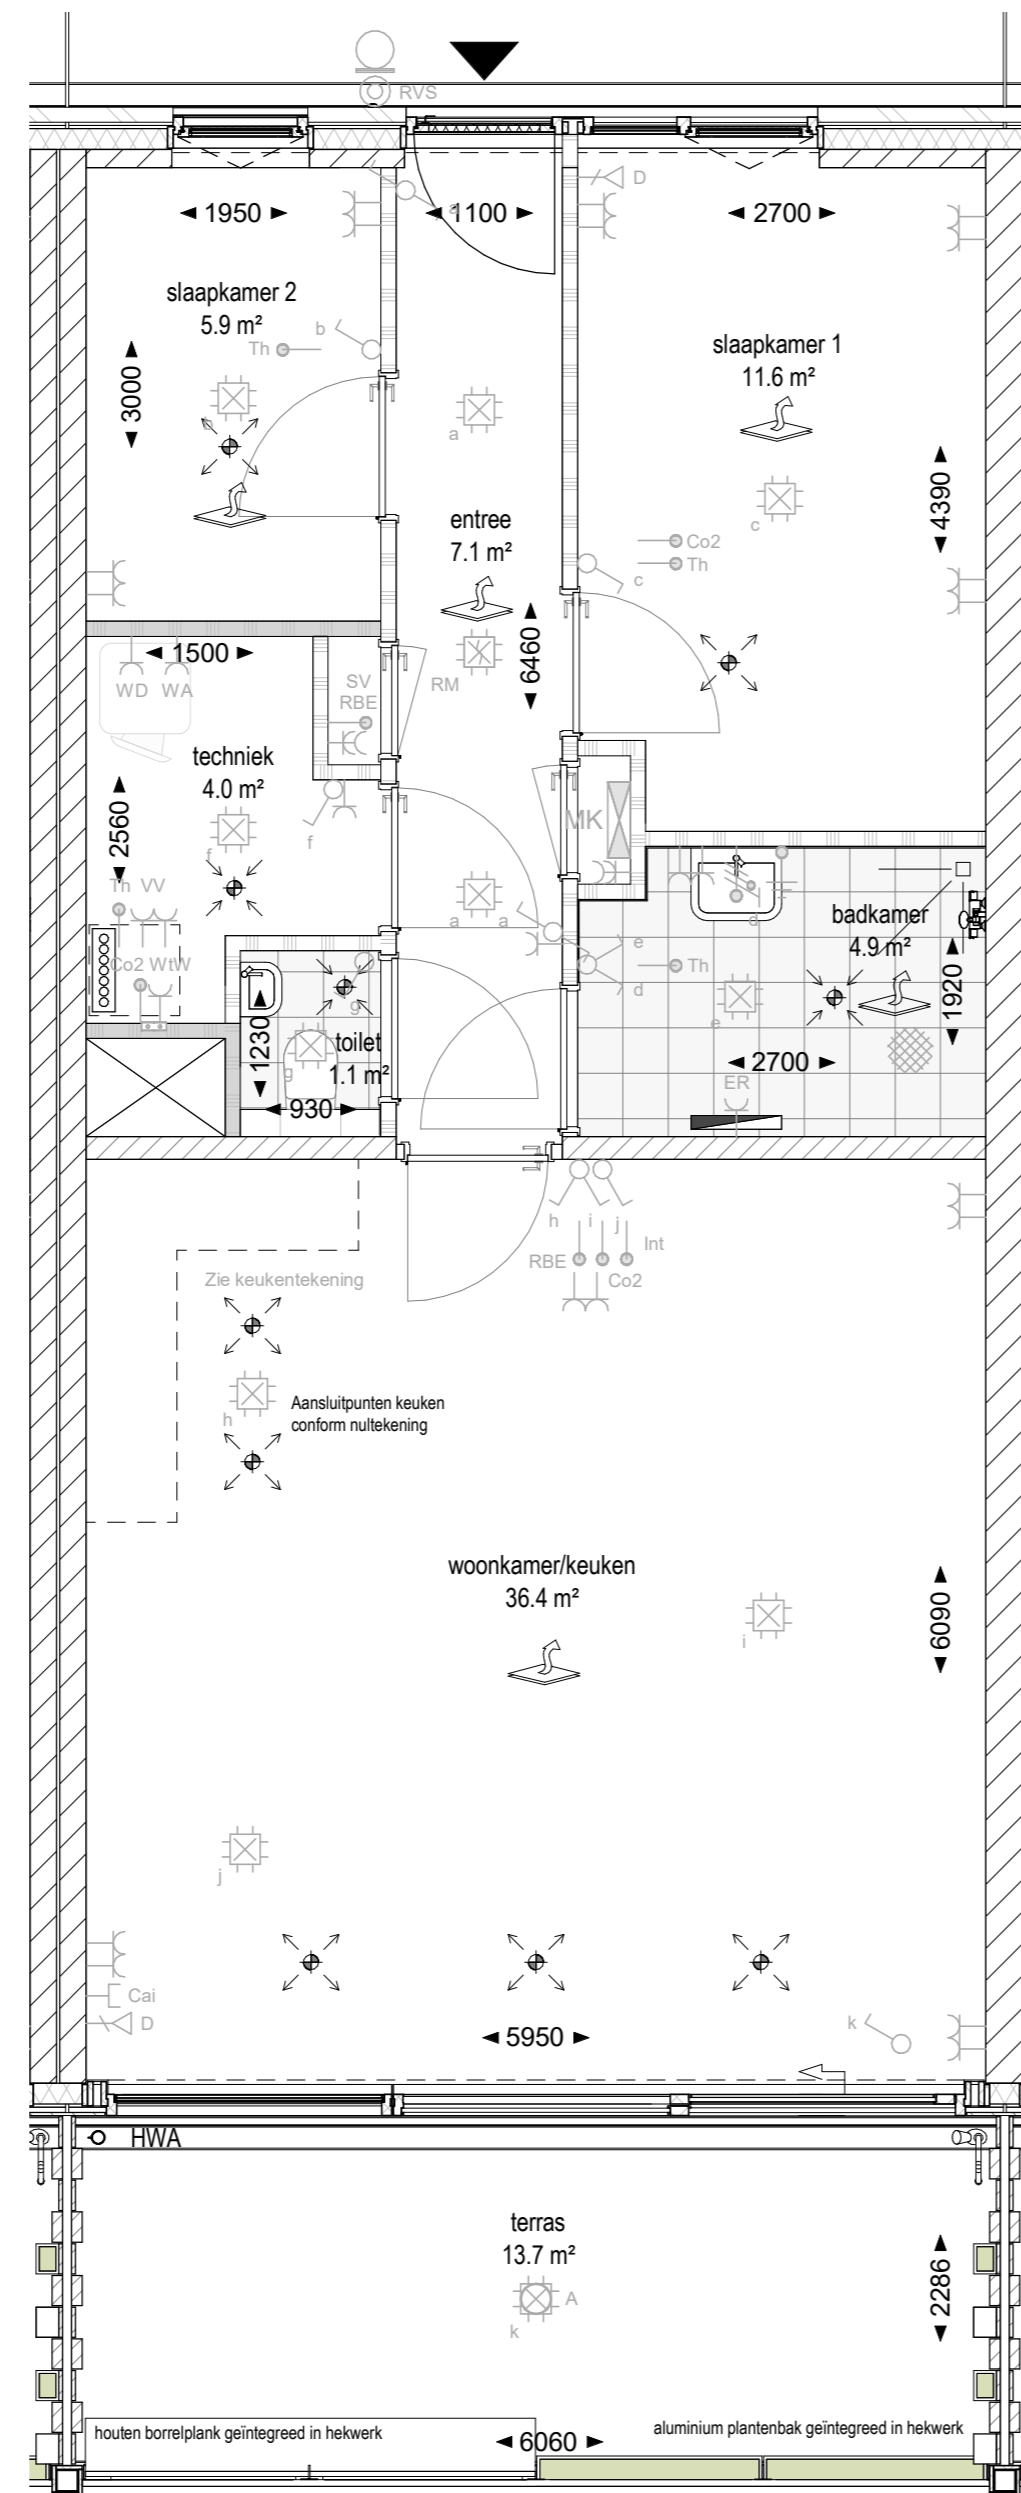 RVS
a
D
1950
1100
2700
slaapkamer 2
5.9 m²
b
Th
slaapkamer 1
11.6 m²
3000
b
a
4390
c
entree
7.1 m²
Co2
Th
c
6460
1500
WD WA
SV
RBE
RM
techniek
4.0 m²
2560
f
f
MK
Th VV
a
a
d
badkamer
4.9 m²
e
Co2 WtW
Th
d
g
e
1920
1230
toilet
1.1 m²
g
2700
930
ER
h
i
j
Int
RBE
Co2
Zie keukentekening
Aansluitpunten keuken
conform nultekening
h
woonkamer/keuken
36.4 m²
i
6090
j
Cai
D
k
5950
HWA
terras
13.7 m²
A
k
2286
houten borrelplank geïntegreed in hekwerk
aluminium plantenbak geïntegreed in hekwerk
6060